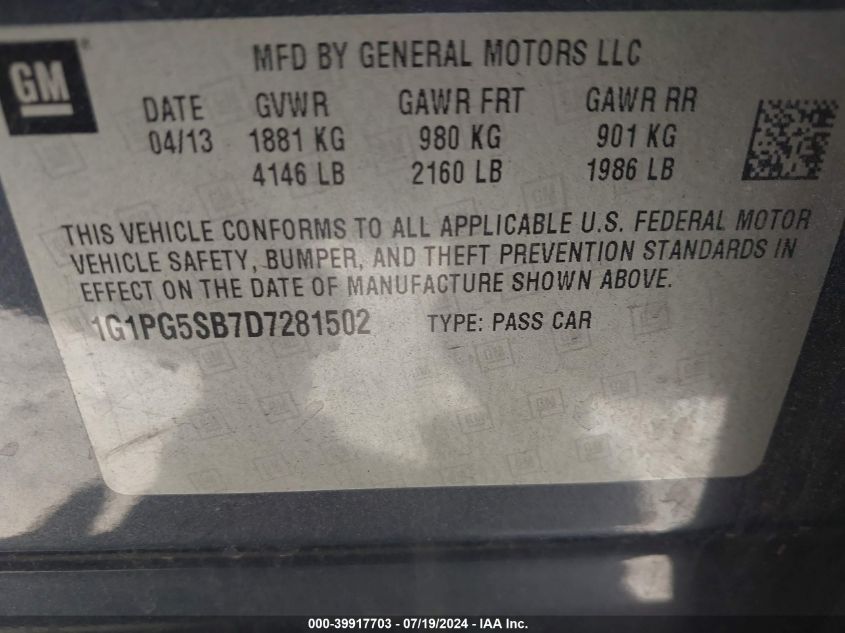 GM®
MFD BY GENERAL MOTORS LLC
DATE GVWR GAWR FRT GAWR RR
04/13 1881 KG 980 KG 901 KG
4146 LB 2160 LB 1986 LB
THIS VEHICLE CONFORMS TO ALL APPLICABLE U.S. FEDERAL MOTOR
VEHICLE SAFETY, BUMPER, AND THEFT PREVENTION STANDARDS IN
EFFECT ON THE DATE OF MANUFACTURE SHOWN ABOVE.
1G1PG5SB7D7281502 TYPE: PASS CAR
000-39917703 - 07/19/2024 - IAA Inc.